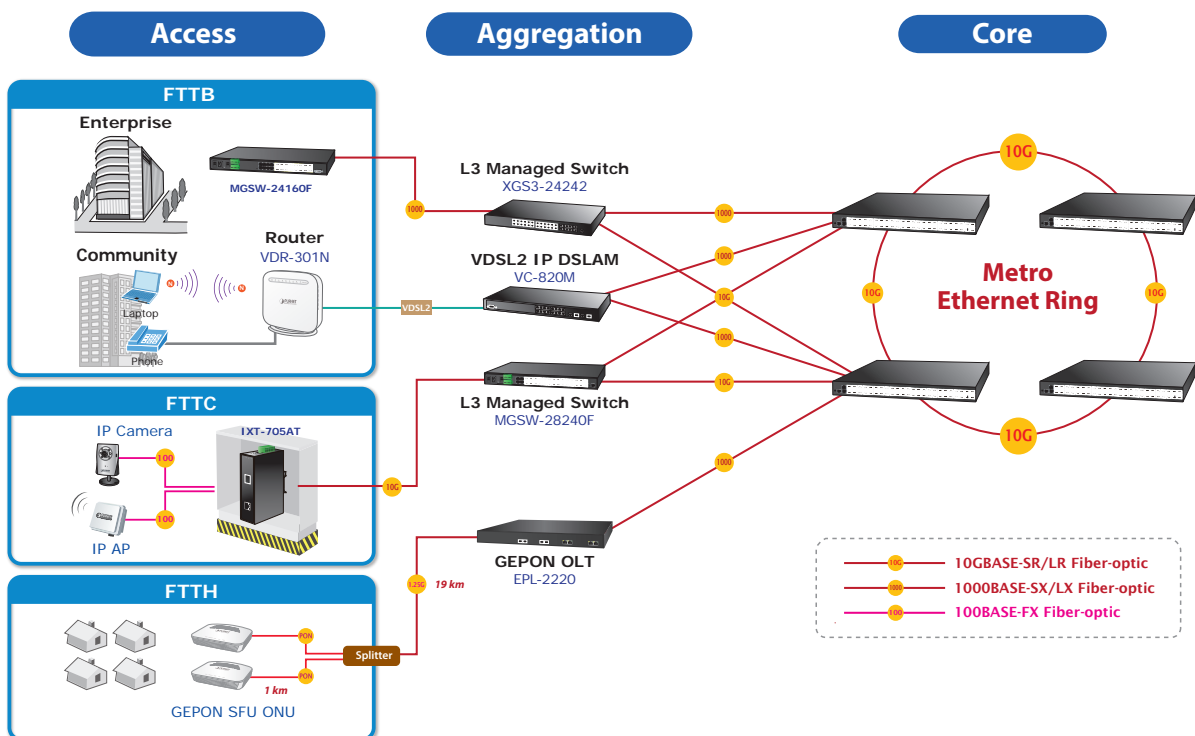 Access
Aggregation
Core
FTTB
Enterprise
MGSW-24160F
1000
Community
Laptop
Phone
N
N
Router
VDR-301N
PLANET
VDSL2
L3 Managed Switch
XGS3-24242
VDSL2 IP DSLAM
VC-820M
L3 Managed Switch
MGSW-28240F
1000
1000
10G
1000
10G
1000
10G
10G
Metro
Ethernet Ring
10G
10G
FTTC
IP Camera
IXT-705AT
100
100
IP AP
10G
GEPON OLT
EPL-2220
FTTH
PON
PON
1 km
Splitter
1.25G
19 km
GEPON SFU ONU
10G
10GBASE-SR/LR Fiber-optic
1000
1000BASE-SX/LX Fiber-optic
100
100BASE-FX Fiber-optic